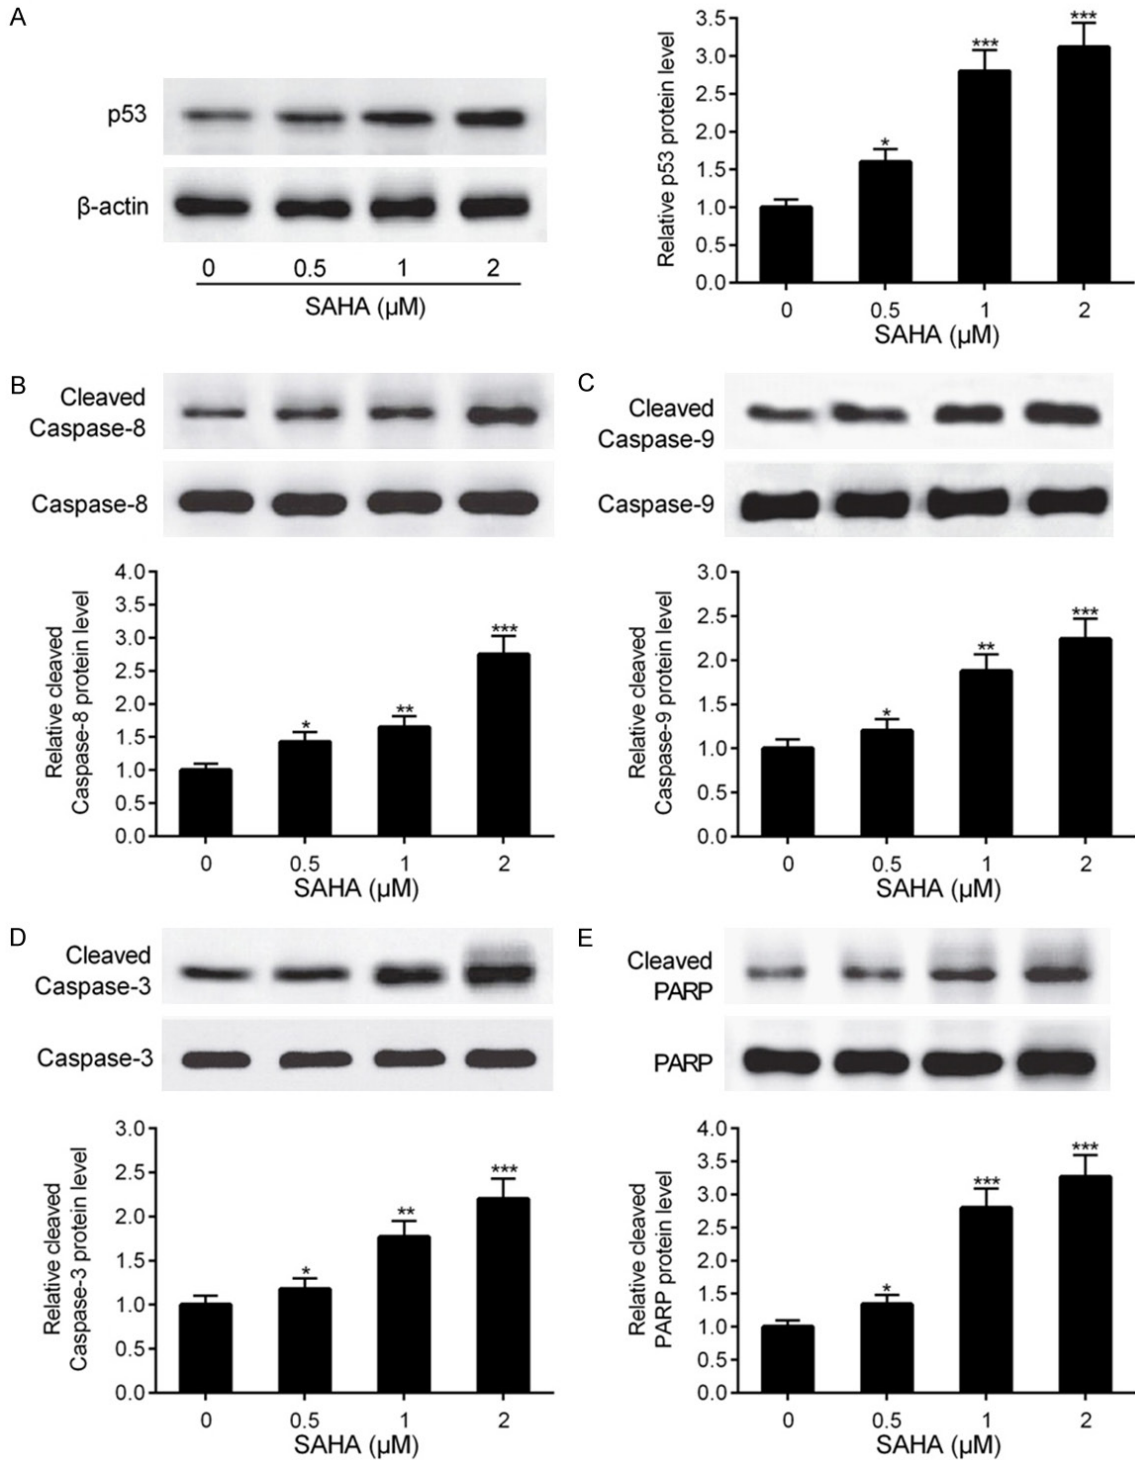 A
p53
β-actin
0 0.5 1 2
SAHA (μM)
Relative p53 protein level
3.5
3.0
2.5
2.0
1.5
1.0
0.5
0.0
*
***
***
0 0.5 1 2
SAHA (μM)
B
Cleaved
Caspase-8
Caspase-8
Relative cleaved
Caspase-8 protein level
4.0
3.5
3.0
2.5
2.0
1.5
1.0
0.5
0.0
*
**
***
0 0.5 1 2
SAHA (μM)
C
Cleaved
Caspase-9
Caspase-9
Relative cleaved
Caspase-9 protein level
3.0
2.5
2.0
1.5
1.0
0.5
0.0
*
**
***
0 0.5 1 2
SAHA (μM)
D
Cleaved
Caspase-3
Caspase-3
Relative cleaved
Caspase-3 protein level
3.0
2.5
2.0
1.5
1.0
0.5
0.0
*
**
***
0 0.5 1 2
SAHA (μM)
E
Cleaved
PARP
PARP
Relative cleaved
PARP protein level
4.0
3.5
3.0
2.5
2.0
1.5
1.0
0.5
0.0
*
***
***
0 0.5 1 2
SAHA (μM)